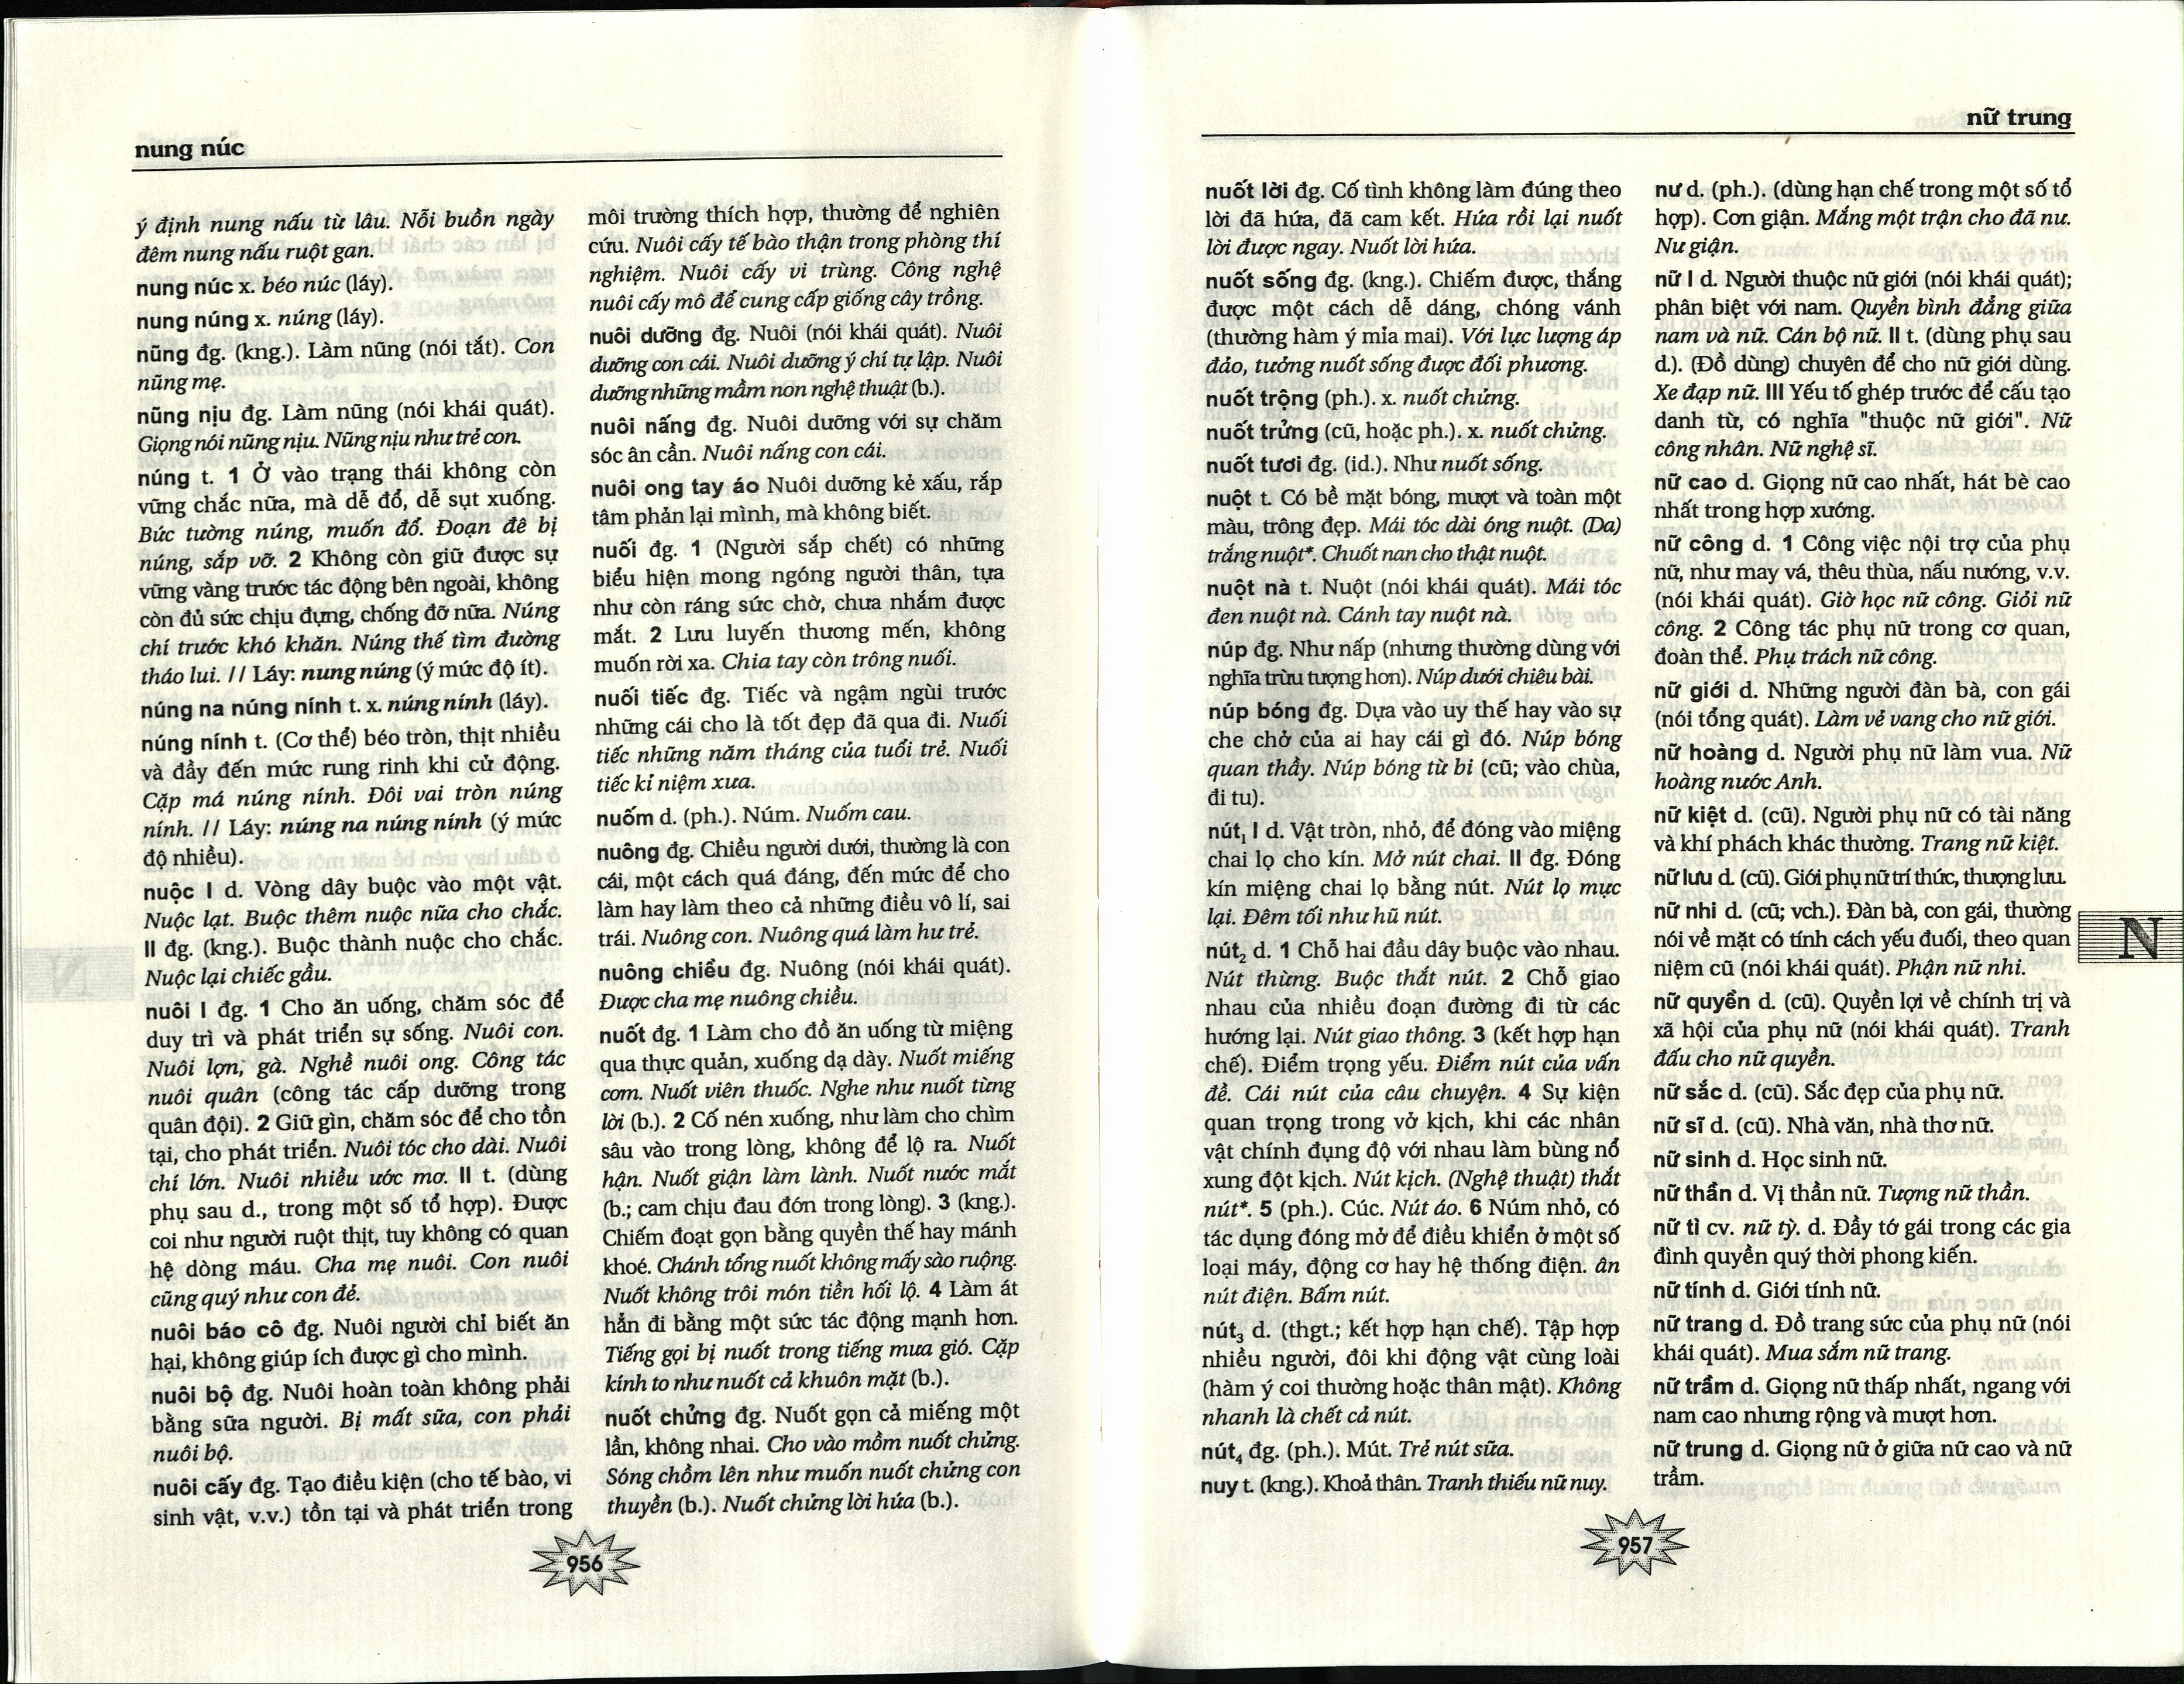 nung núc
ý định nung nấu từ lâu. Nỗi buồn ngày
đêm nung nấu ruột gan.
nung núc x. béo núc (láy).
nung núng x. núng (láy).
nũng đg. (kng.). Làm nũng (nói tắt). Con
nũng mẹ.
nũng nịu đg. Làm nũng (nói khái quát).
Giọng nói nũng nịu. Nũng nịu như trẻ con.
núng t. 1 Ở vào trạng thái không còn
vững chắc nữa, mà dễ đổ, dễ sụt xuống.
Bức tường núng, muốn đổ. Đoạn đê bị
núng, sắp vỡ. 2 Không còn giữ được sự
vững vàng trước tác động bên ngoài, không
còn đủ sức chịu đựng, chống đỡ nữa. Núng
chí trước khó khăn. Núng thế tìm đường
tháo lui. // Láy: nung núng (ý mức độ ít).
núng na núng nính t. x. núng nính (láy).
núng nính t. (Cơ thể) béo tròn, thịt nhiều
và đầy đến mức rung rinh khi cử động.
Cặp má núng nính. Đôi vai tròn núng
nính. // Láy: núng na núng nính (ý mức
độ nhiều).
nuộc I d. Vòng dây buộc vào một vật.
Nuộc lạt. Buộc thêm nuộc nữa cho chắc.
II đg. (kng.). Buộc thành nuộc cho chắc.
Nuộc lại chiếc gầu.
nuôi I đg. 1 Cho ăn uống, chăm sóc để
duy trì và phát triển sự sống. Nuôi con.
Nuôi lợn, gà. Nghề nuôi ong. Công tác
nuôi quân (công tác cấp dưỡng trong
quân đội). 2 Giữ gìn, chăm sóc để cho tồn
tại, cho phát triển. Nuôi tóc cho dài. Nuôi
chí lớn. Nuôi nhiều ước mơ. II t. (dùng
phụ sau d., trong một số tổ hợp). Được
coi như người ruột thịt, tuy không có quan
hệ dòng máu. Cha mẹ nuôi. Con nuôi
cũng quý như con đẻ.
nuôi báo cô đg. Nuôi người chỉ biết ăn
hại, không giúp ích được gì cho mình.
nuôi bộ đg. Nuôi hoàn toàn không phải
bằng sữa người. Bị mất sữa, con phải
nuôi bộ.
nuôi cấy đg. Tạo điều kiện (cho tế bào, vi
sinh vật, v.v.) tồn tại và phát triển trong
môi trường thích hợp, thường để nghiên
cứu. Nuôi cấy tế bào thận trong phòng thí
nghiệm. Nuôi cấy vi trùng. Công nghệ
nuôi cấy mô để cung cấp giống cây trồng.
nuôi dưỡng đg. Nuôi (nói khái quát). Nuôi
dưỡng con cái. Nuôi dưỡng ý chí tự lập. Nuôi
dưỡng những mầm non nghệ thuật (b.).
nuôi nấng đg. Nuôi dưỡng với sự chăm
sóc ân cần. Nuôi nấng con cái.
nuôi ong tay áo Nuôi dưỡng kẻ xấu, rắp
tâm phản lại mình, mà không biết.
nuối đg. 1 (Người sắp chết) có những
biểu hiện mong ngóng người thân, tựa
như còn ráng sức chờ, chưa nhắm được
mắt. 2 Lưu luyến thương mến, không
muốn rời xa. Chia tay còn trông nuối.
nuối tiếc đg. Tiếc và ngậm ngùi trước
những cái cho là tốt đẹp đã qua đi. Nuối
tiếc những năm tháng của tuổi trẻ. Nuối
tiếc kỉ niệm xưa.
nuốm d. (ph.). Núm. Nuốm cau.
nuông đg. Chiều người dưới, thường là con
cái, một cách quá đáng, đến mức để cho
làm hay làm theo cả những điều vô lí, sai
trái. Nuông con. Nuông quá làm hư trẻ.
nuông chiều đg. Nuông (nói khái quát).
Được cha mẹ nuông chiều.
nuốt đg. 1 Làm cho đồ ăn uống từ miệng
qua thực quản, xuống dạ dày. Nuốt miếng
cơm. Nuốt viên thuốc. Nghe như nuốt từng
lời (b.). 2 Cố nén xuống, như làm cho chìm
sâu vào trong lòng, không để lộ ra. Nuốt
hận. Nuốt giận làm lành. Nuốt nước mắt
(b.; cam chịu đau đớn trong lòng). 3 (kng.).
Chiếm đoạt gọn bằng quyền thế hay mánh
khoé. Chánh tổng nuốt không mấy sào ruộng.
Nuốt không trôi món tiền hối lộ. 4 Làm át
hẳn đi bằng một sức tác động mạnh hơn.
Tiếng gọi bị nuốt trong tiếng mưa gió. Cặp
kính to như nuốt cả khuôn mặt (b.).
nuốt chửng đg. Nuốt gọn cả miếng một
lần, không nhai. Cho vào mồm nuốt chửng.
Sóng chồm lên như muốn nuốt chửng con
thuyền (b.). Nuốt chửng lời hứa (b.).
956
nữ trung
nuốt lời đg. Cố tình không làm đúng theo
lời đã hứa, đã cam kết. Hứa rồi lại nuốt
lời được ngay. Nuốt lời hứa.
nuốt sống đg. (kng.). Chiếm được, thắng
được một cách dễ dáng, chóng vánh
(thường hàm ý mỉa mai). Với lực lượng áp
đảo, tưởng nuốt sống được đối phương.
nuốt trộng (ph.). x. nuốt chửng.
nuốt trửng (cũ, hoặc ph.). x. nuốt chửng.
nuốt tươi đg. (id.). Như nuốt sống.
nuột t. Có bề mặt bóng, mượt và toàn một
màu, trông đẹp. Mái tóc dài óng nuột. (Da)
trắng nuột*. Chuốt nan cho thật nuột.
nuột nà t. Nuột (nói khái quát). Mái tóc
đen nuột nà. Cánh tay nuột nà.
núp đg. Như nấp (nhưng thường dùng với
nghĩa trừu tượng hơn). Núp dưới chiêu bài.
núp bóng đg. Dựa vào uy thế hay vào sự
che chở của ai hay cái gì đó. Núp bóng
quan thầy. Núp bóng từ bi (cũ; vào chùa,
đi tu).
nút₁ I d. Vật tròn, nhỏ, để đóng vào miệng
chai lọ cho kín. Mở nút chai. II đg. Đóng
kín miệng chai lọ bằng nút. Nút lọ mực
lại. Đêm tối như hũ nút.
nút₂ d. 1 Chỗ hai đầu dây buộc vào nhau.
Nút thừng. Buộc thắt nút. 2 Chỗ giao
nhau của nhiều đoạn đường đi từ các
hướng lại. Nút giao thông. 3 (kết hợp hạn
chế). Điểm trọng yếu. Điểm nút của vấn
đề. Cái nút của câu chuyện. 4 Sự kiện
quan trọng trong vở kịch, khi các nhân
vật chính đụng độ với nhau làm bùng nổ
xung đột kịch. Nút kịch. (Nghệ thuật) thắt
nút*. 5 (ph.). Cúc. Nút áo. 6 Núm nhỏ, có
tác dụng đóng mở để điều khiển ở một số
loại máy, động cơ hay hệ thống điện. ân
nút điện. Bấm nút.
nút₃ d. (thgt.; kết hợp hạn chế). Tập hợp
nhiều người, đôi khi động vật cùng loài
(hàm ý coi thường hoặc thân mật). Không
nhanh là chết cả nút.
nút₄ đg. (ph.). Mút. Trẻ nút sữa.
nuy t. (kng.). Khoả thân. Tranh thiếu nữ nuy.
nư d. (ph.). (dùng hạn chế trong một số tổ
hợp). Cơn giận. Mắng một trận cho đã nư.
Nư giận.
nữ I d. Người thuộc nữ giới (nói khái quát);
phân biệt với nam. Quyền bình đẳng giữa
nam và nữ. Cán bộ nữ. II t. (dùng phụ sau
d.). (Đồ dùng) chuyên để cho nữ giới dùng.
Xe đạp nữ. III Yếu tố ghép trước để cấu tạo
danh từ, có nghĩa "thuộc nữ giới". Nữ
công nhân. Nữ nghệ sĩ.
nữ cao d. Giọng nữ cao nhất, hát bè cao
nhất trong hợp xướng.
nữ công d. 1 Công việc nội trợ của phụ
nữ, như may vá, thêu thùa, nấu nướng, v.v.
(nói khái quát). Giờ học nữ công. Giỏi nữ
công. 2 Công tác phụ nữ trong cơ quan,
đoàn thể. Phụ trách nữ công.
nữ giới d. Những người đàn bà, con gái
(nói tổng quát). Làm vẻ vang cho nữ giới.
nữ hoàng d. Người phụ nữ làm vua. Nữ
hoàng nước Anh.
nữ kiệt d. (cũ). Người phụ nữ có tài năng
và khí phách khác thường. Trang nữ kiệt.
nữ lưu d. (cũ). Giới phụ nữ trí thức, thượng lưu.
nữ nhi d. (cũ; vch.). Đàn bà, con gái, thường
nói về mặt có tính cách yếu đuối, theo quan
niệm cũ (nói khái quát). Phận nữ nhi.
nữ quyền d. (cũ). Quyền lợi về chính trị và
xã hội của phụ nữ (nói khái quát). Tranh
đấu cho nữ quyền.
nữ sắc d. (cũ). Sắc đẹp của phụ nữ.
nữ sĩ d. (cũ). Nhà văn, nhà thơ nữ.
nữ sinh d. Học sinh nữ.
nữ thần d. Vị thần nữ. Tượng nữ thần.
nữ tì cv. nữ tỳ. d. Đầy tớ gái trong các gia
đình quyền quý thời phong kiến.
nữ tính d. Giới tính nữ.
nữ trang d. Đồ trang sức của phụ nữ (nói
khái quát). Mua sắm nữ trang.
nữ trầm d. Giọng nữ thấp nhất, ngang với
nam cao nhưng rộng và mượt hơn.
nữ trung d. Giọng nữ ở giữa nữ cao và nữ
trầm.
N
957